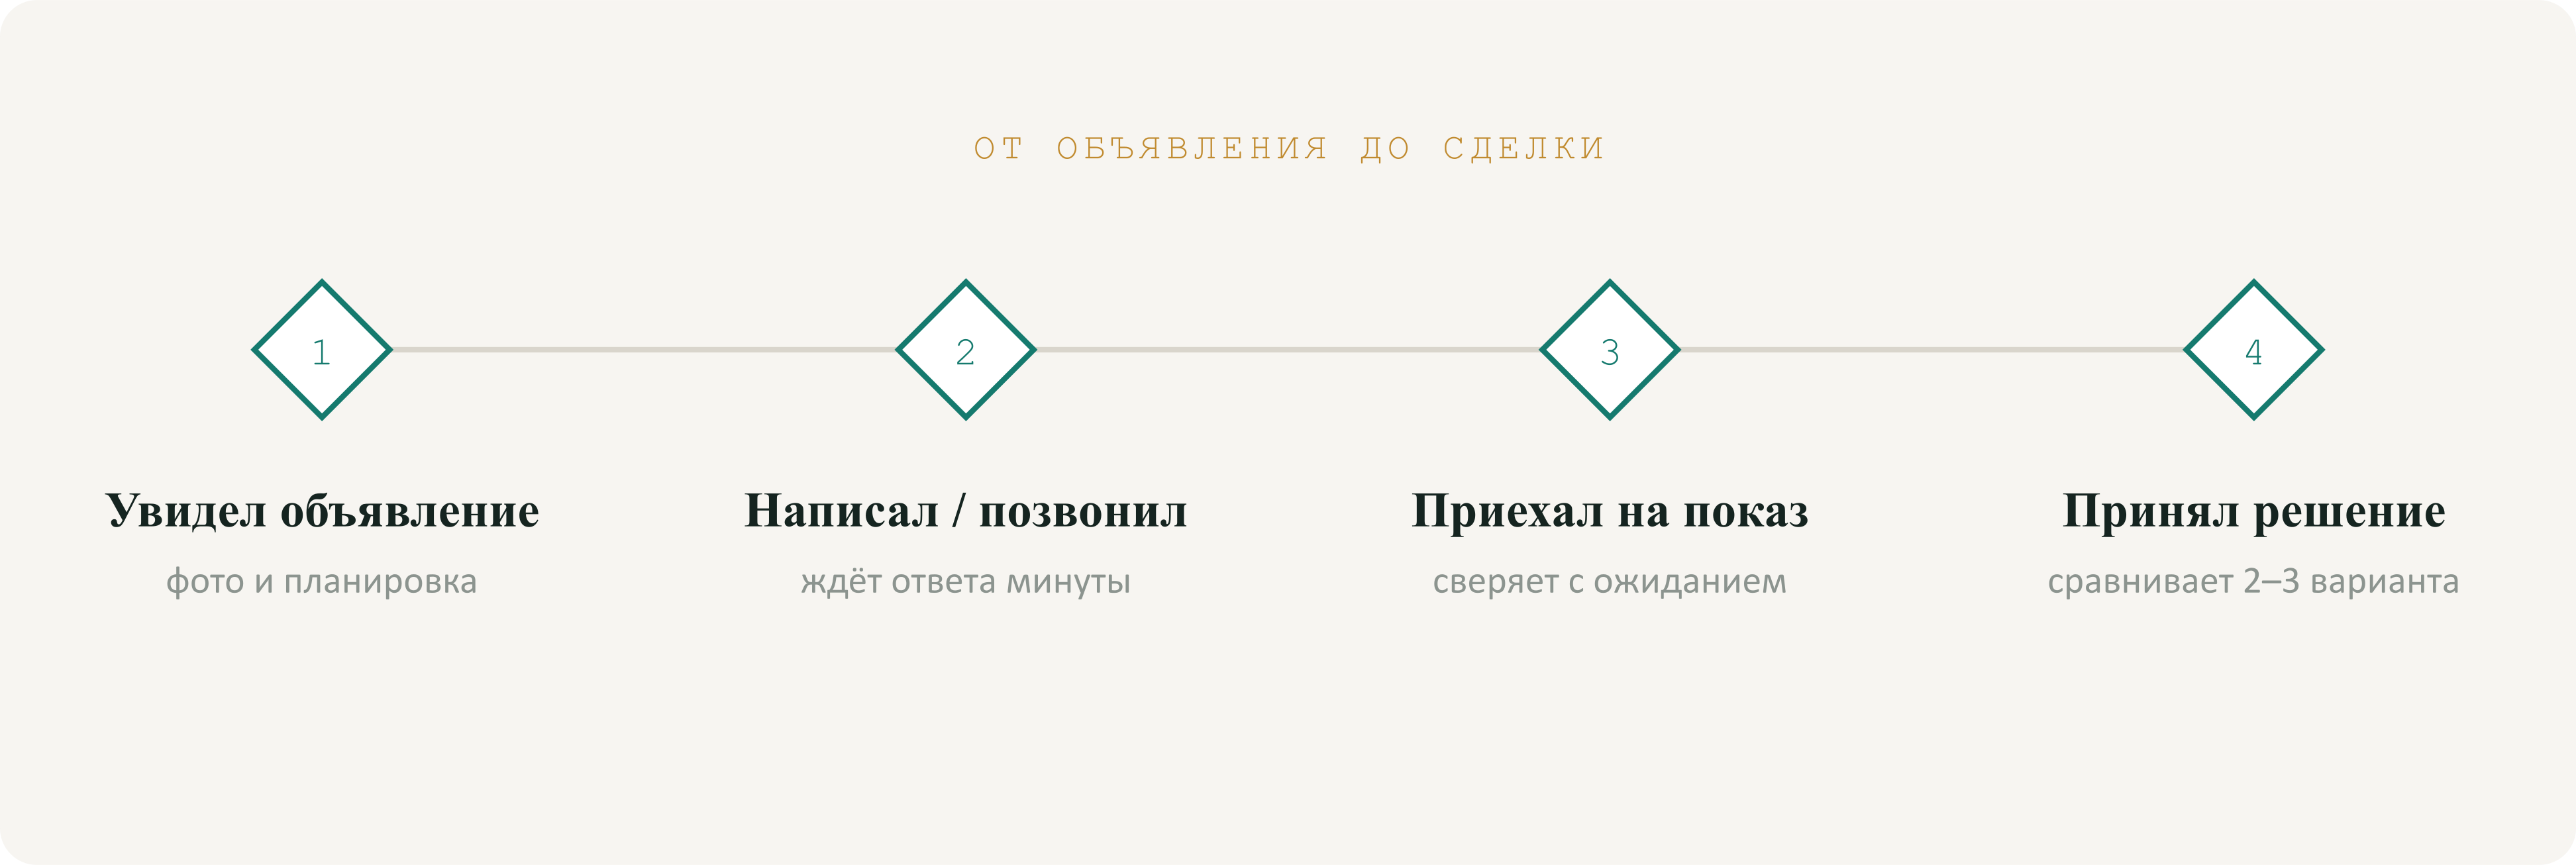 ОТ ОБЪЯВЛЕНИЯ ДО СДЕЛКИ
1
2
3
4
Увидел объявление
Написал / позвонил
Приехал на показ
Принял решение
фото и планировка
ждёт ответа минуты
сверяет с ожиданием
сравнивает 2–3 варианта